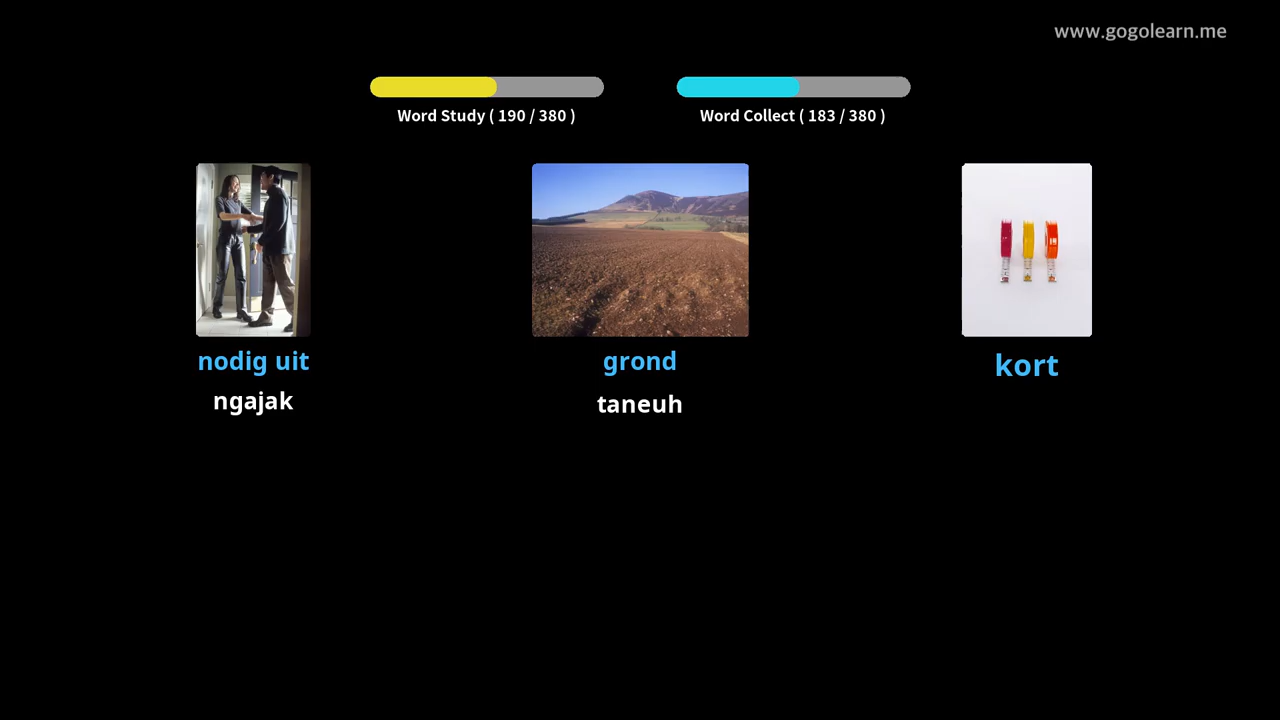 www.gogolearn.me
Word Study ( 190 / 380 )
Word Collect ( 183 / 380 )
nodig uit
ngajak
grond
taneuh
kort